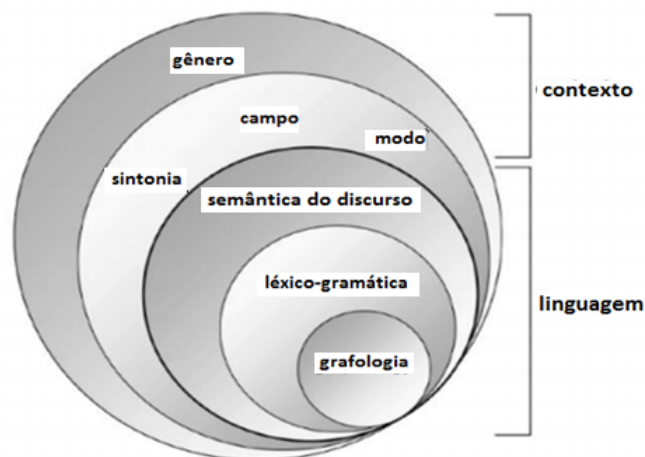 gênero
contexto
campo
modo
sintonia
semântica do discurso
léxico-gramática
linguagem
grafologia